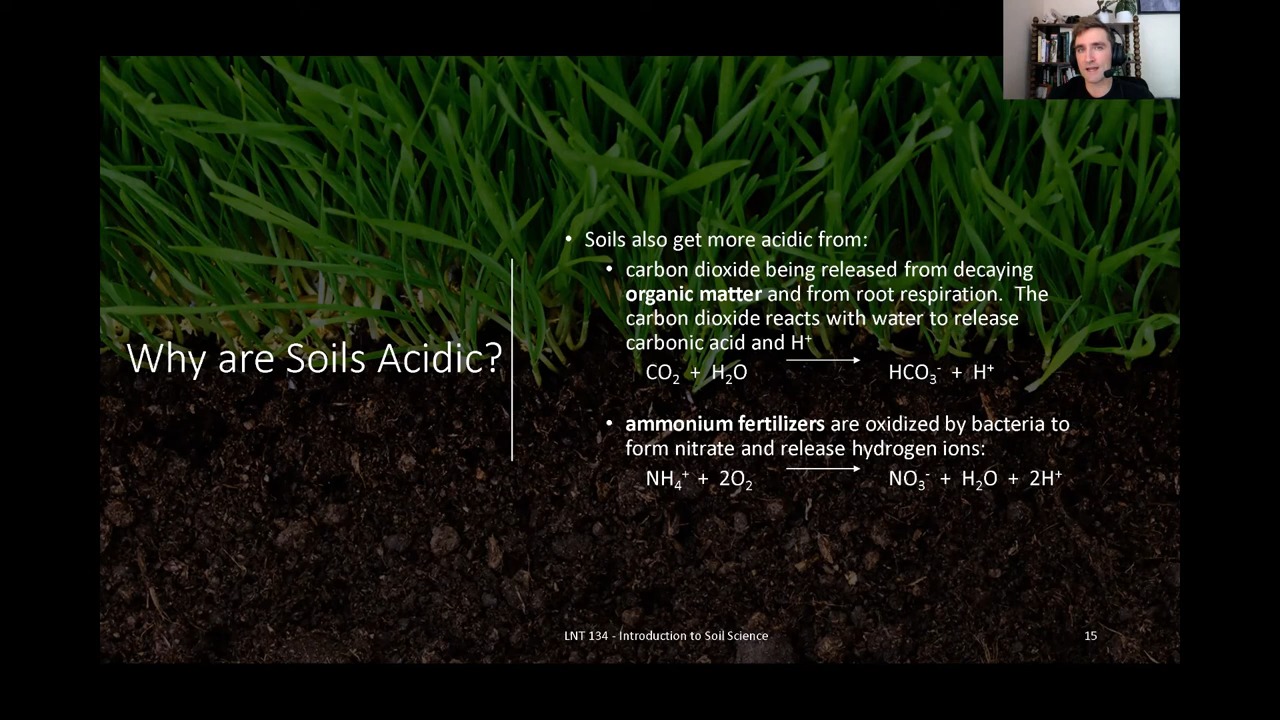 Why are Soils Acidic?
• Soils also get more acidic from:
• carbon dioxide being released from decaying
organic matter and from root respiration.  The
carbon dioxide reacts with water to release
carbonic acid and H⁺
CO₂ + H₂O → HCO₃⁻ + H⁺
• ammonium fertilizers are oxidized by bacteria to
form nitrate and release hydrogen ions:
NH₄⁺ + 2O₂ → NO₃⁻ + H₂O + 2H⁺
LNT 134 - Introduction to Soil Science
15